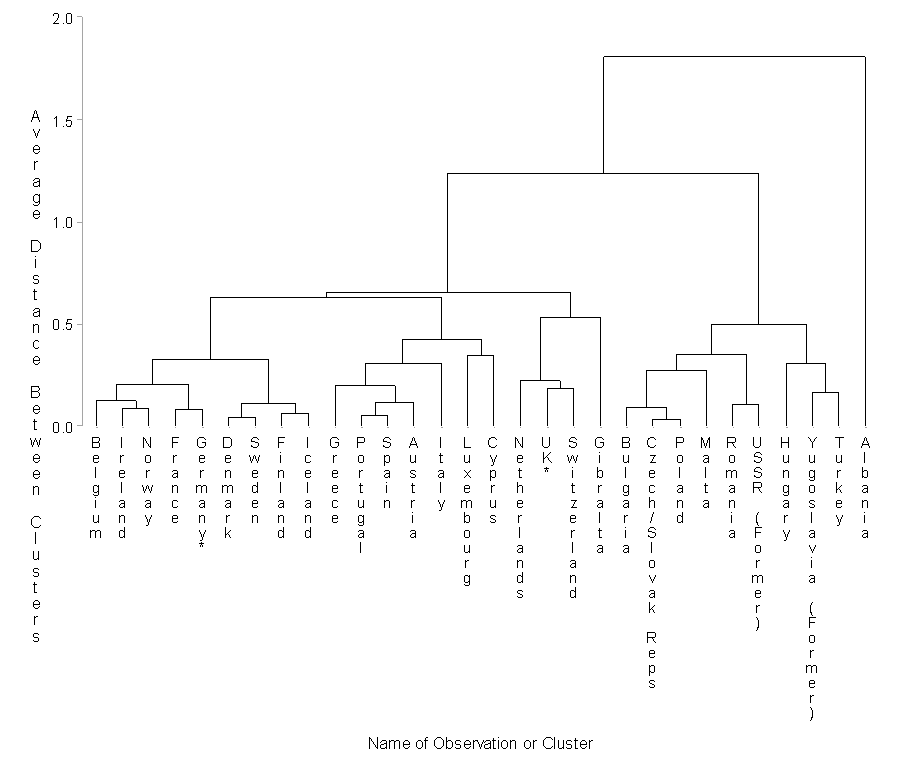 2.0
1.5
1.0
0.5
0.0
Average Distance Between Clusters
Belgium
Ireland
Norway
France
Germany*
Denmark
Sweden
Finland
Iceland
Greece
Portugal
Spain
Austria
Italy
Luxembourg
Cyprus
Netherlands
UK*
Switzerland
Gibralta
Bulgaria
Czech/Slovak Reps
Poland
Malta
Romania
USSR (Former)
Hungary
Yugoslavia (Former)
Turkey
Albania
Name of Observation or Cluster